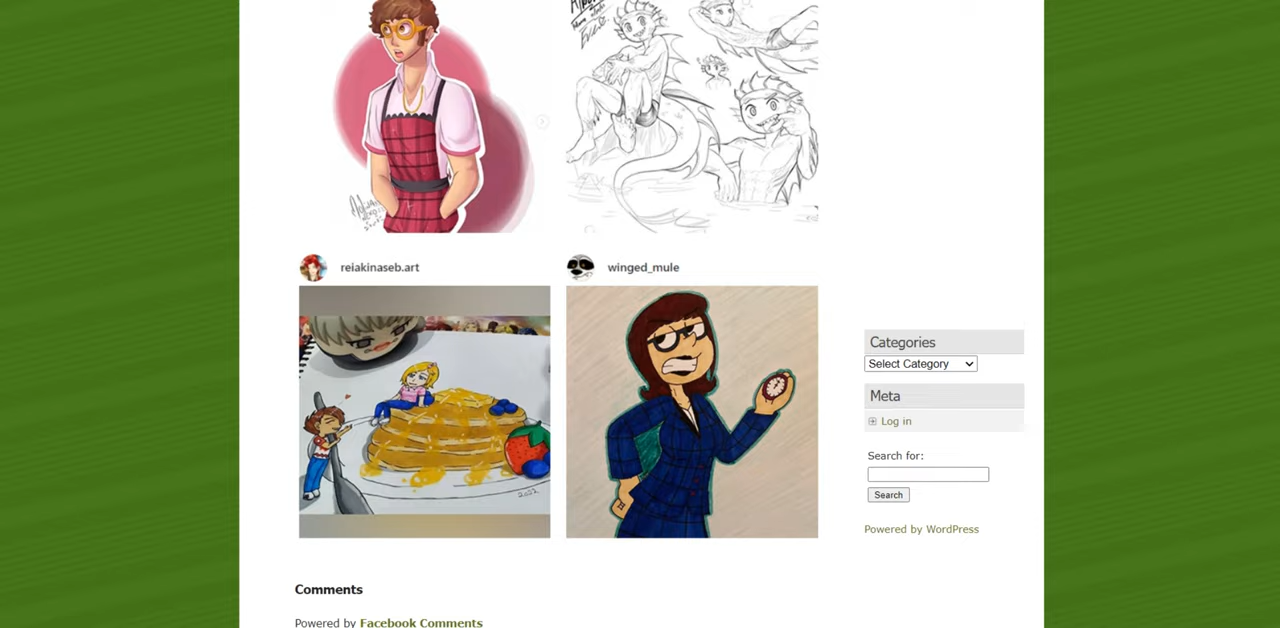 reiakinaseb.art
winged_mule
2022
Categories
Select Category
Meta
Log in
Search for:
Search
Powered by WordPress
Comments
Powered by Facebook Comments